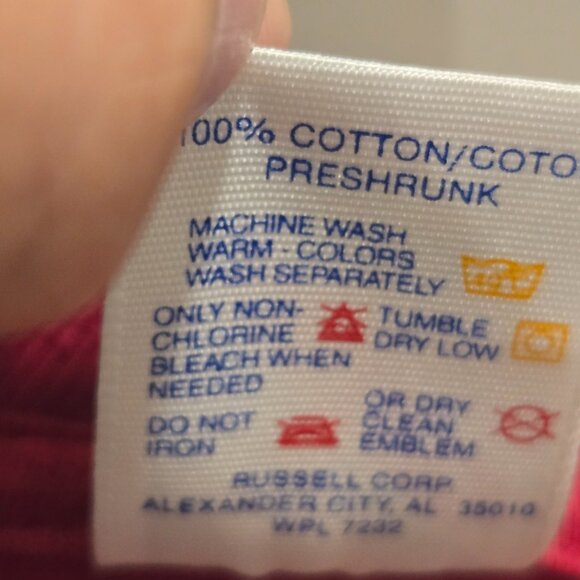 100% COTTON/COTO
PRESHRUNK
MACHINE WASH
WARM - COLORS
WASH SEPARATELY
ONLY NON-
CHLORINE
BLEACH WHEN
NEEDED
TUMBLE
DRY LOW
DO NOT
IRON
OR DRY
CLEAN
EMBLEM
RUSSELL CORP.
ALEXANDER CITY, AL 35010
WPL 7232